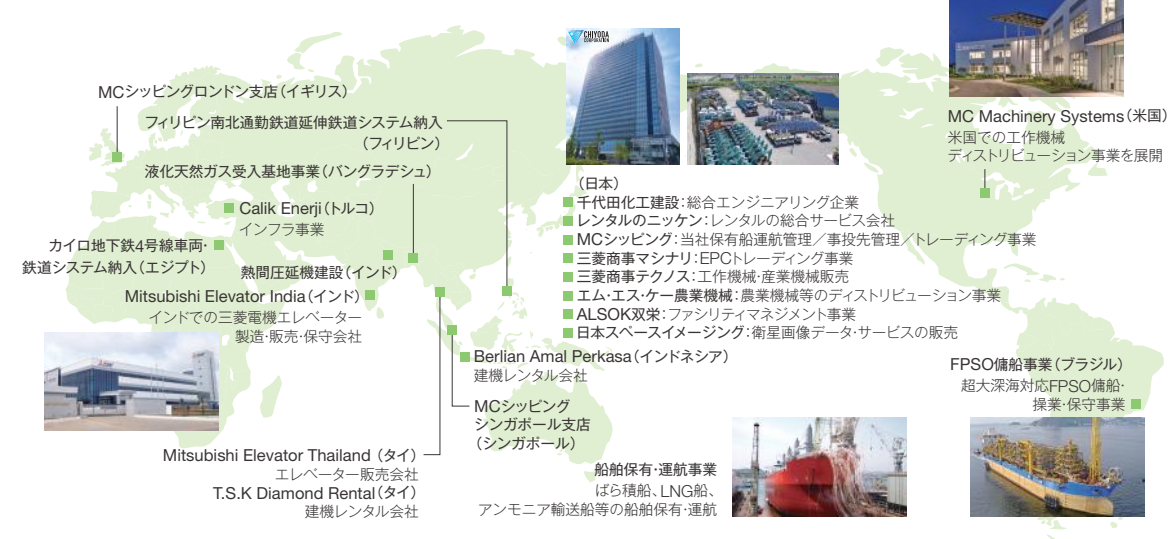 CHIYODA
CORPORATION
MCシッピングロンドン支店(イギリス)
フィリピン南北通勤鉄道延伸鉄道システム納入
(フィリピン)
液化天然ガス受入基地事業(バングラデシュ)
Calik Enerji(トルコ)
インフラ事業
カイロ地下鉄4号線車両・
鉄道システム納入(エジプト)
熱間圧延機建設(インド)
Mitsubishi Elevator India(インド)
インドでの三菱電機エレベーター
製造・販売・保守会社
Mitsubishi Elevator Thailand(タイ)
エレベーター販売会社
T.S.K Diamond Rental(タイ)
建機レンタル会社
(日本)
千代田化工建設:総合エンジニアリング企業
レンタルのニッケン:レンタルの総合サービス会社
MCシッピング:当社保有船運航管理/事投先管理/トレーディング事業
三菱商事マシナリ:EPCトレーディング事業
三菱商事テクノス:工作機械・産業機械販売
エム・エス・ケー農業機械:農業機械等のディストリビューション事業
ALSOK双栄:ファシリティマネジメント事業
日本スペースイメージング:衛星画像データ・サービスの販売
Berlian Amal Perkasa(インドネシア)
建機レンタル会社
MCシッピング
シンガポール支店
(シンガポール)
船舶保有・運航事業
ばら積船、LNG船、
アンモニア輸送船等の船舶保有・運航
MC Machinery Systems(米国)
米国での工作機械
ディストリビューション事業を展開
FPSO傭船事業(ブラジル)
超大深海対応FPSO傭船・
操業・保守事業